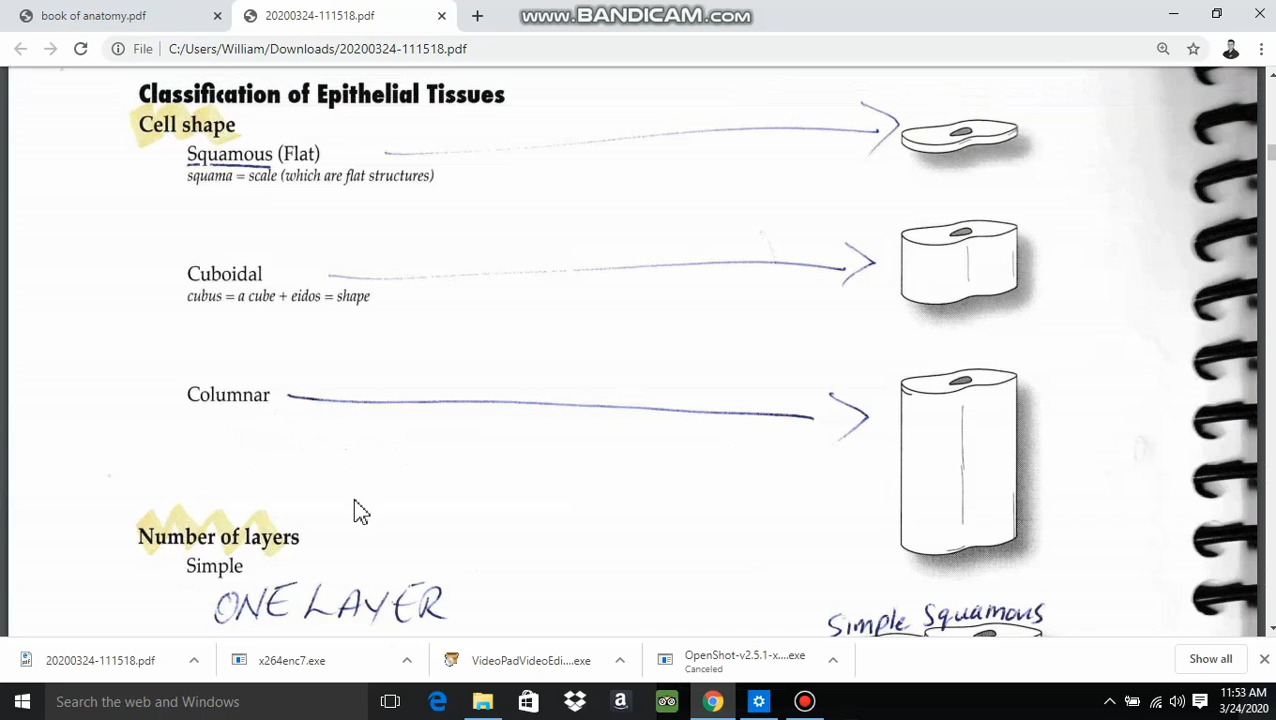 book of anatomy.pdf
20200324-111518.pdf
www.BANDICAM.com
File
C:/Users/William/Downloads/20200324-111518.pdf
Classification of Epithelial Tissues
Cell shape
Squamous (Flat)
squama = scale (which are flat structures)
Cuboidal
cubus = a cube + eidos = shape
Columnar
Number of layers
Simple
ONE LAYER
Simple Squamous
20200324-111518.pdf
x264enc7.exe
VideoPadVideoEdi....exe
OpenShot-v2.5.1-x....exe
Canceled
Show all
Search the web and Windows
11:53 AM
3/24/2020